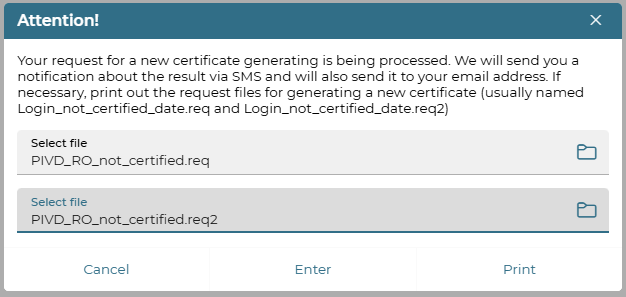 Attention!
Your request for a new certificate generating is being processed. We will send you a
notification about the result via SMS and will also send it to your email address. If
necessary, print out the request files for generating a new certificate (usually named
Login_not_certified_date.req and Login_not_certified_date.req2)
Select file
PIVD_RO_not_certified.req
Select file
PIVD_RO_not_certified.req2
Cancel
Enter
Print